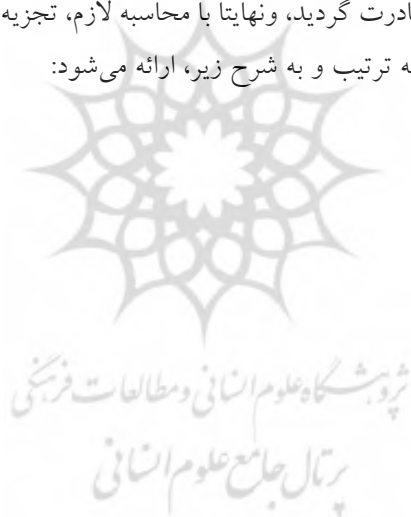 ادرت گردید، ونهایتا با محاسبه لازم، تجزیه
ه ترتیب و به شرح زیر، ارائه می‌شود:
پژوهشگاه علوم انسانی و مطالعات فرهنگی
پرتال جامع علوم انسانی